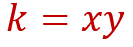 k = xy